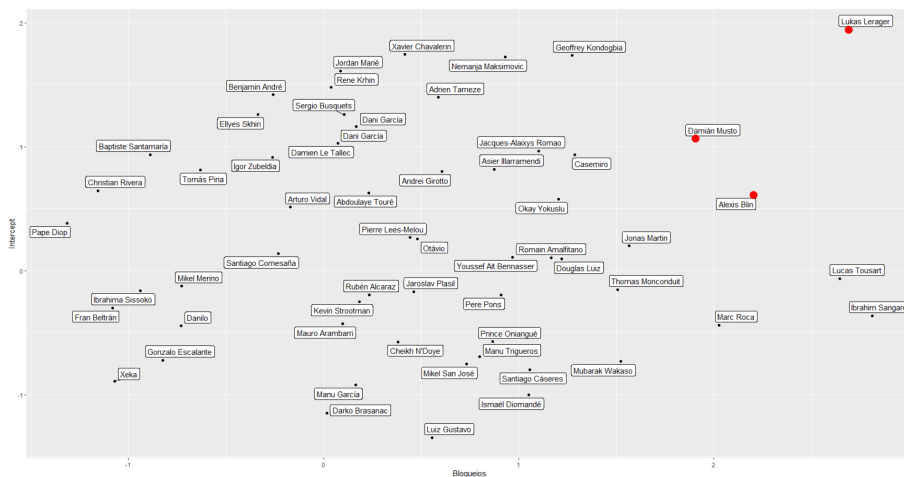 2
Lukas Lerager
Xavier Chavalerin
Geoffrey Kondogbia
Jordan Marié
Nemanja Maksimovic
Rene Krhin
Benjamin André
Adrien Tameze
Sergio Busquets
Ellyes Skhiri
Dani García
Damián Musto
Dani García
Baptiste Santamaría
Jacques-Alaixys Romao
Damien Le Tallec
1
Igor Zubeldia
Asier Illarramendi
Casemiro
Christian Rivera
Tomás Pina
Andrei Girotto
Arturo Vidal
Abdoulaye Touré
Alexis Blin
Okay Yokuslu
Pape Diop
Pierre Lees-Melou
Jonas Martin
Otávio
Romain Amalfitano
Intercept
Santiago Comesaña
Youssef Aït Bennasser
Douglas Luiz
0
Lucas Tousart
Mikel Merino
Rubén Alcaraz
Jaroslav Plasil
Thomas Monconduit
Ibrahima Sissoko
Kevin Strootman
Pere Pons
Ibrahim Sangaré
Fran Beltrán
Danilo
Marc Roca
Mauro Arambarri
Prince Oniangué
Gonzalo Escalante
Cheikh N'Doye
Manu Trigueros
Xeka
Mikel San José
Santiago Cáseres
Mubarak Wakaso
Manu García
-1
Ismaël Diomandé
Darko Brasanac
Luiz Gustavo
-1
0
1
2
Bloqueios